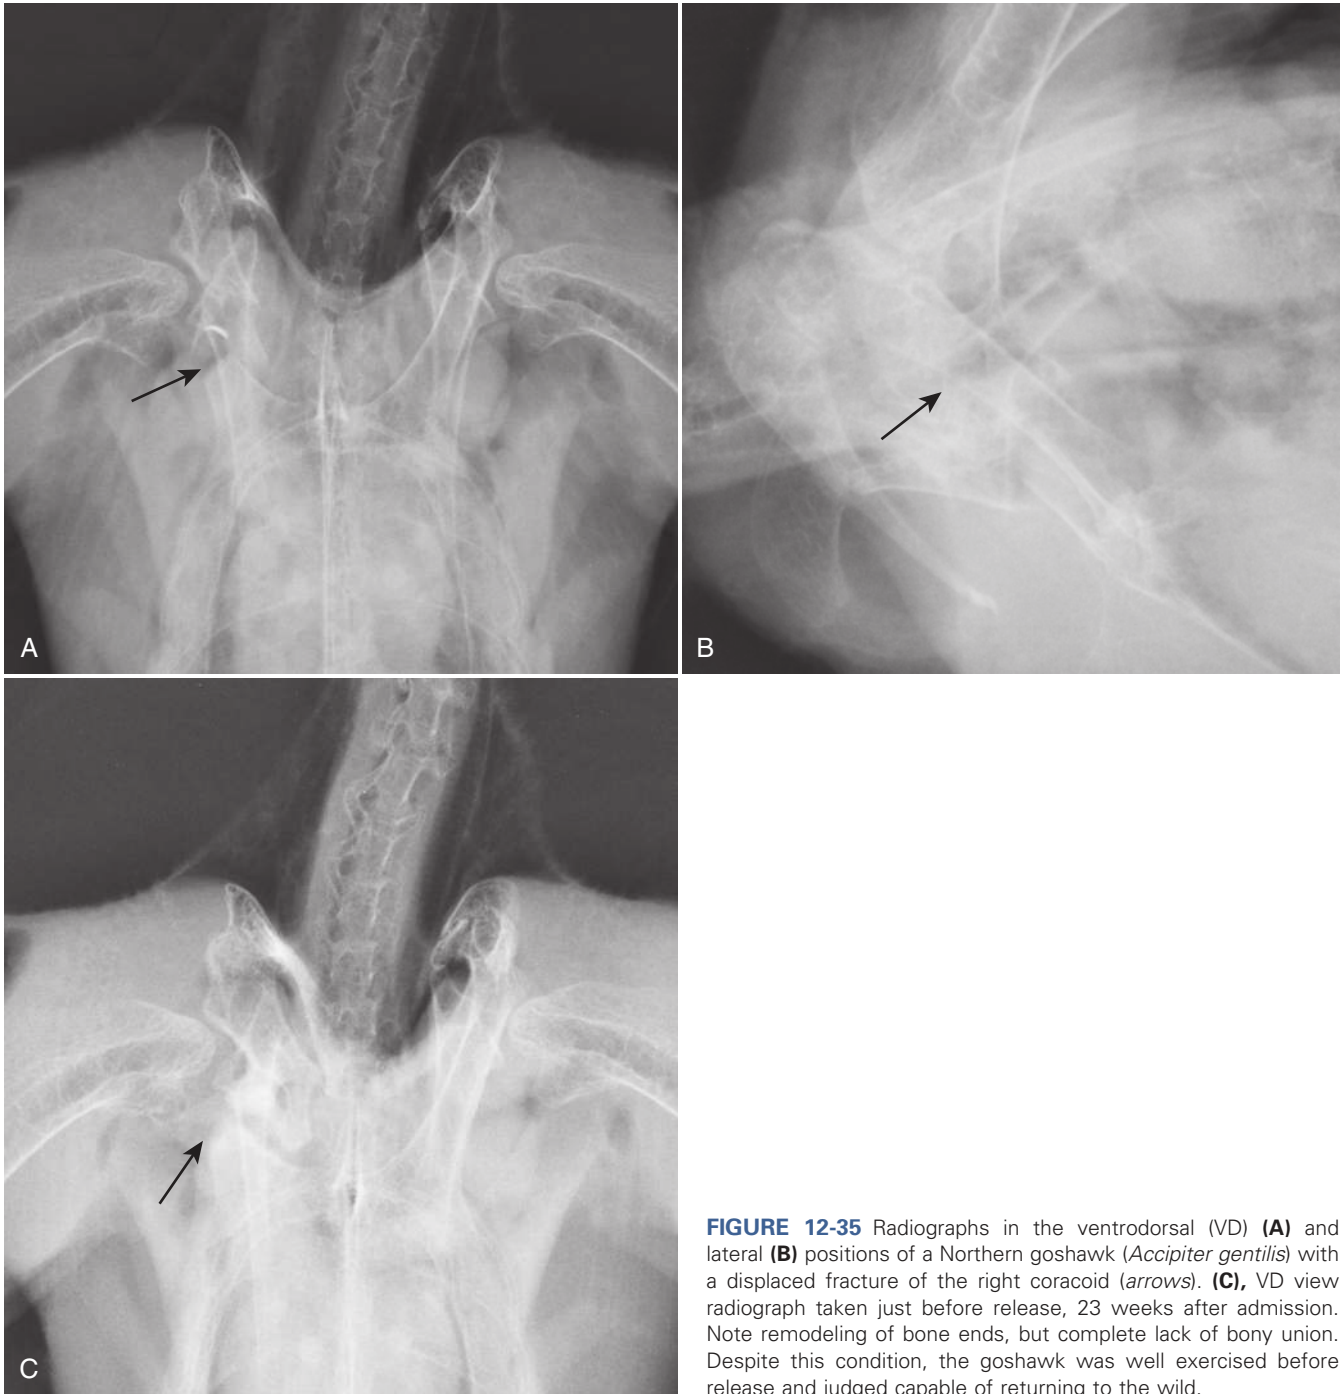 A
B
C
FIGURE 12-35 Radiographs in the ventrodorsal (VD) (A) and
lateral (B) positions of a Northern goshawk (Accipiter gentilis) with
a displaced fracture of the right coracoid (arrows). (C), VD view
radiograph taken just before release, 23 weeks after admission.
Note remodeling of bone ends, but complete lack of bony union.
Despite this condition, the goshawk was well exercised before
release and judged capable of returning to the wild.